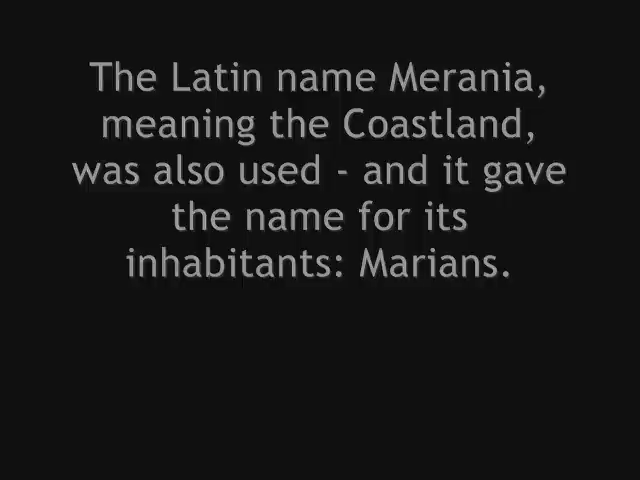 The Latin name Merania,
meaning the Coastland,
was also used - and it gave
the name for its
inhabitants: Marians.